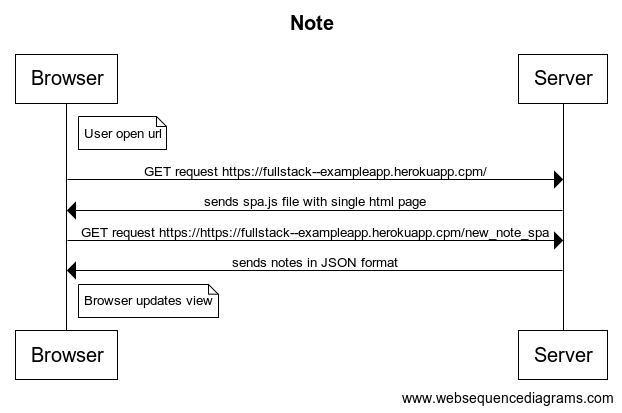 Note
Browser
Server
User open url
GET request https://fullstack--exampleapp.herokuapp.cpm/
sends spa.js file with single html page
GET request https://https://fullstack--exampleapp.herokuapp.cpm/new_note_spa
sends notes in JSON format
Browser updates view
Browser
Server
www.websequencediagrams.com